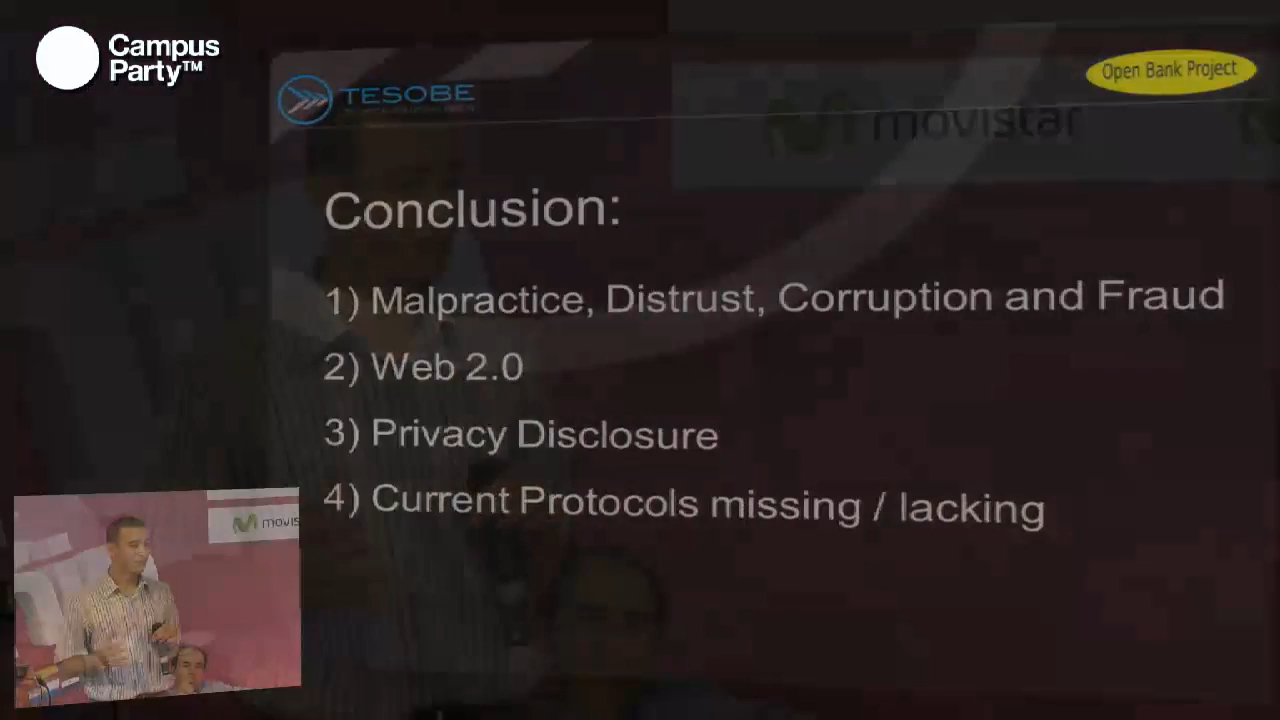 Campus
Party™
TESOBE
Open Bank Project
movistar
Conclusion:
1) Malpractice, Distrust, Corruption and Fraud
2) Web 2.0
3) Privacy Disclosure
4) Current Protocols missing / lacking
movis